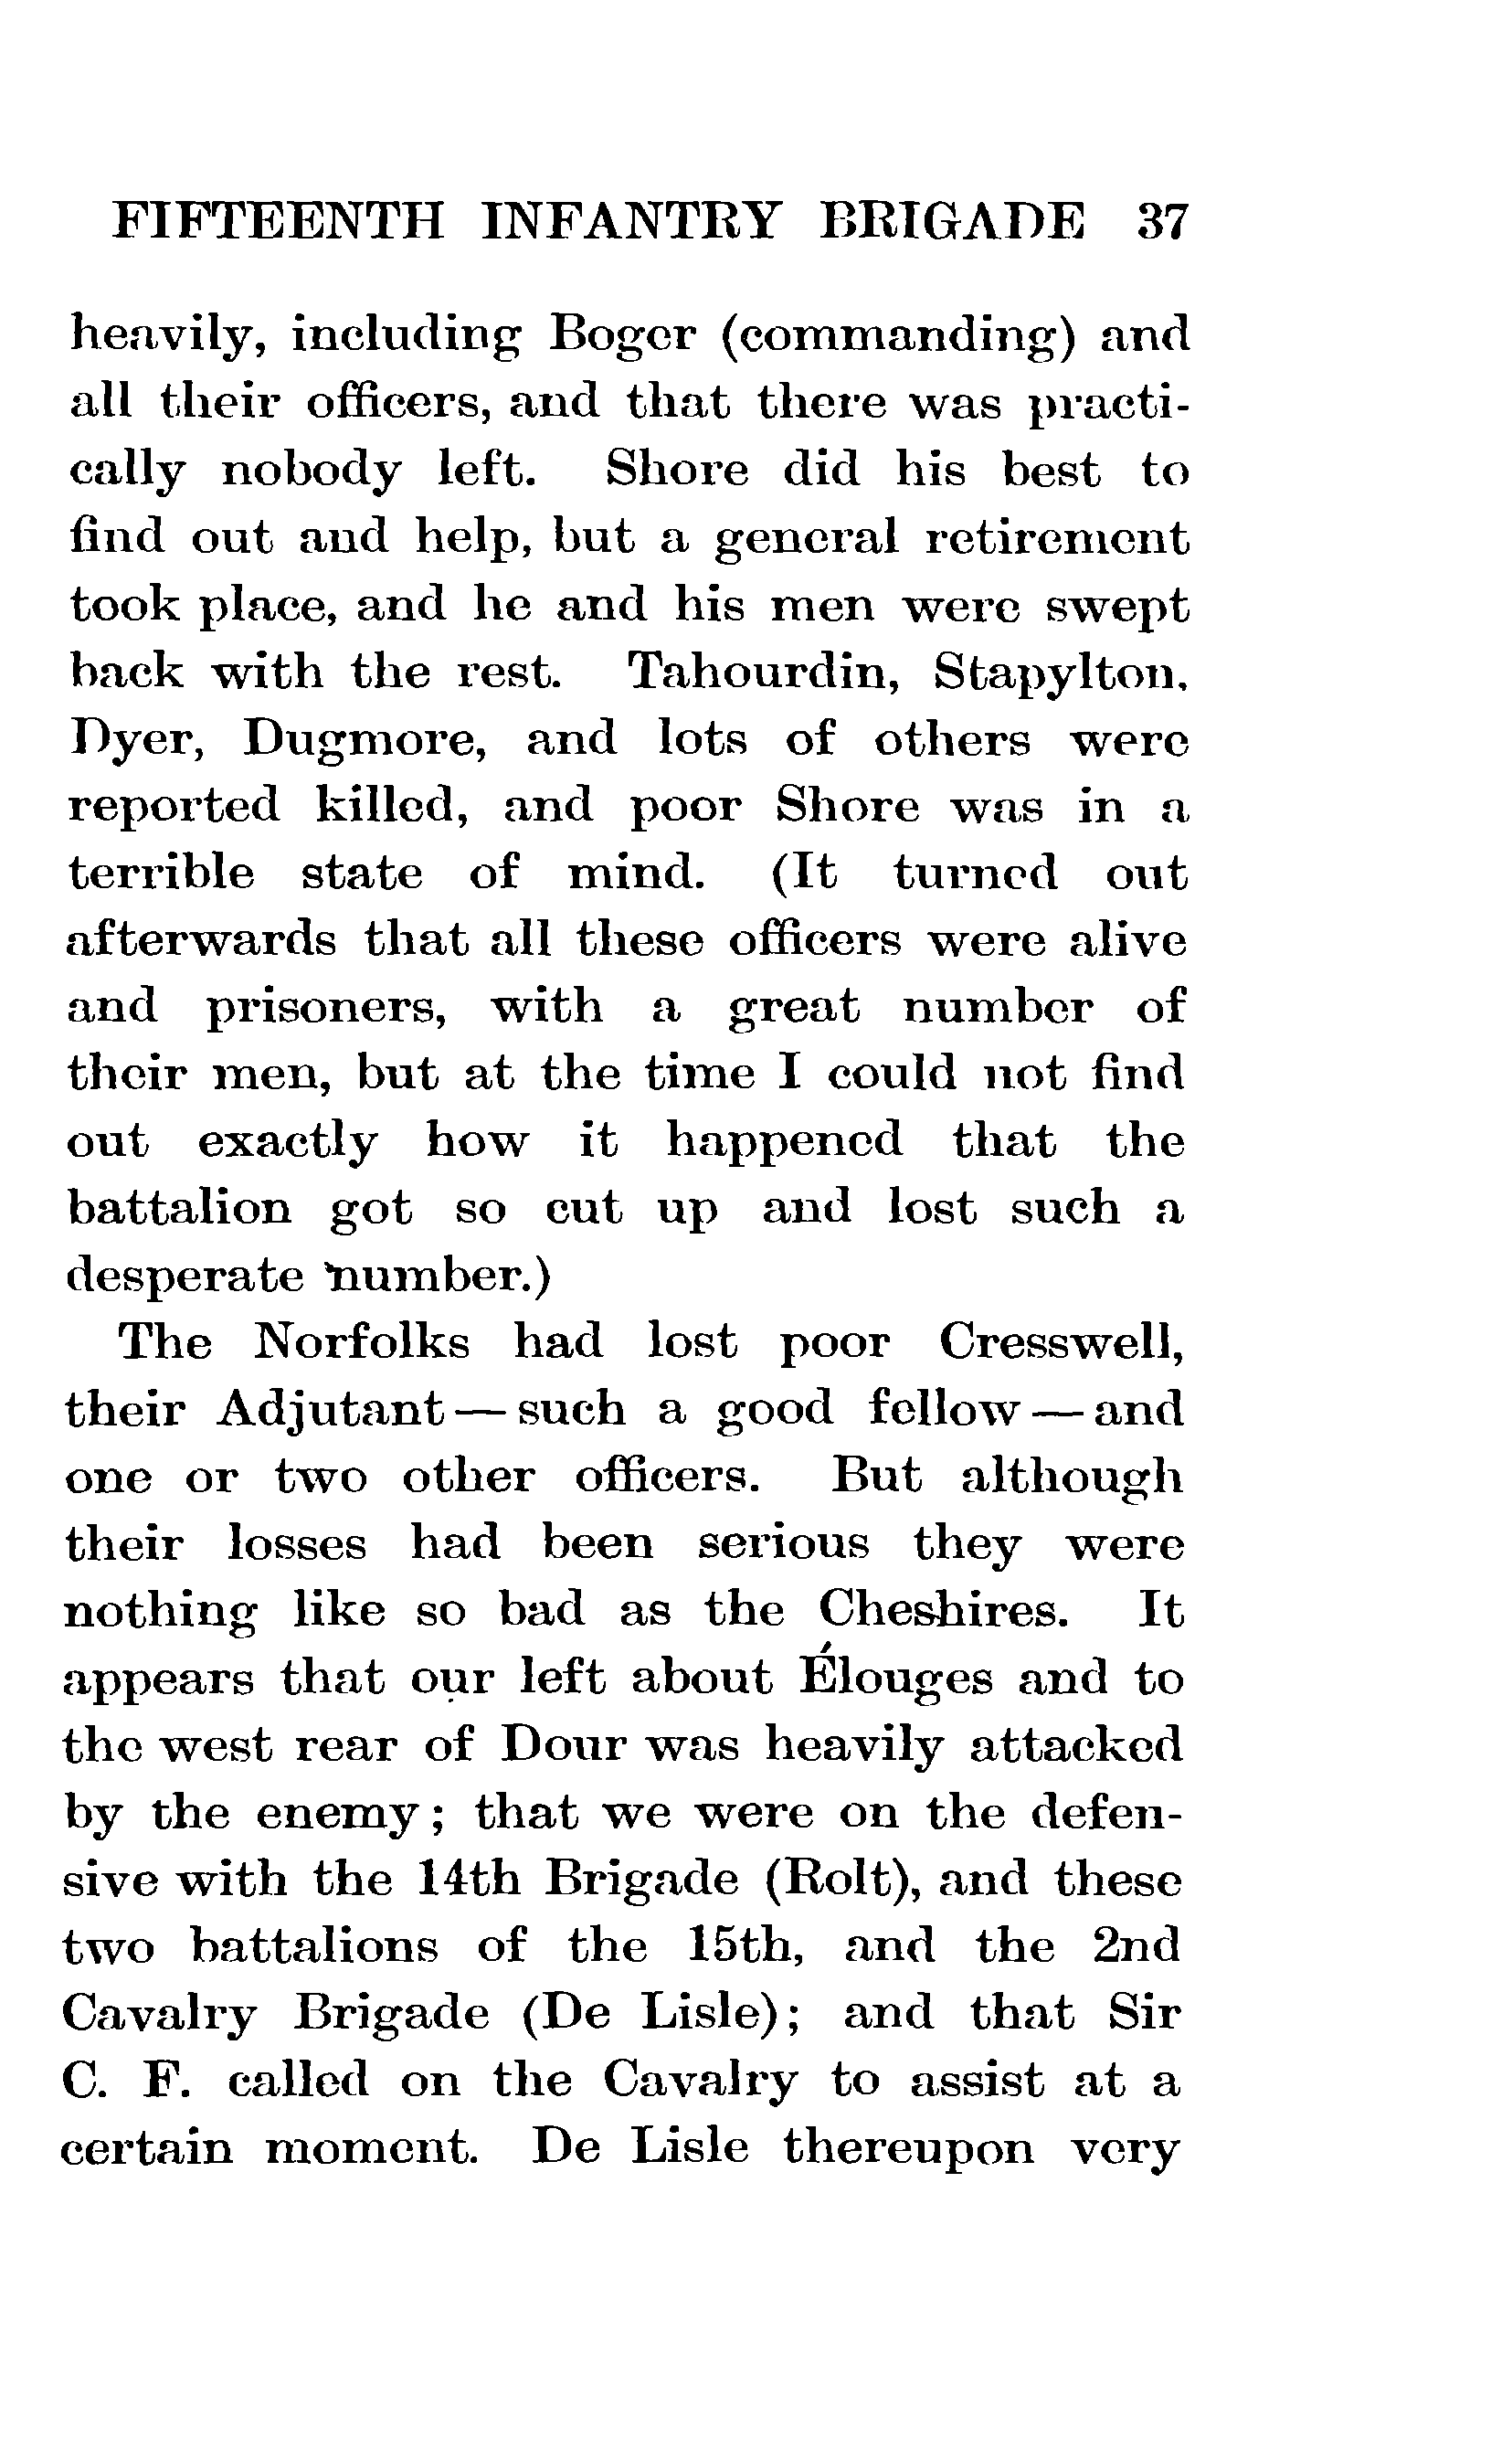 FIFTEENTH INFANTRY BRIGADE 37
heavily, including Boger (commanding) and
all their officers, and that there was practi-
cally nobody left. Shore did his best to
find out and help, but a general retirement
took place, and he and his men were swept
back with the rest. Tahourdin, Stapylton,
Dyer, Dugmore, and lots of others were
reported killed, and poor Shore was in a
terrible state of mind. (It turned out
afterwards that all these officers were alive
and prisoners, with a great number of
their men, but at the time I could not find
out exactly how it happened that the
battalion got so cut up and lost such a
desperate number.)
The Norfolks had lost poor Cresswell,
their Adjutant — such a good fellow — and
one or two other officers. But although
their losses had been serious they were
nothing like so bad as the Cheshires. It
appears that our left about Élouges and to
the west rear of Dour was heavily attacked
by the enemy; that we were on the defen-
sive with the 14th Brigade (Rolt), and these
two battalions of the 15th, and the 2nd
Cavalry Brigade (De Lisle); and that Sir
C. F. called on the Cavalry to assist at a
certain moment. De Lisle thereupon very